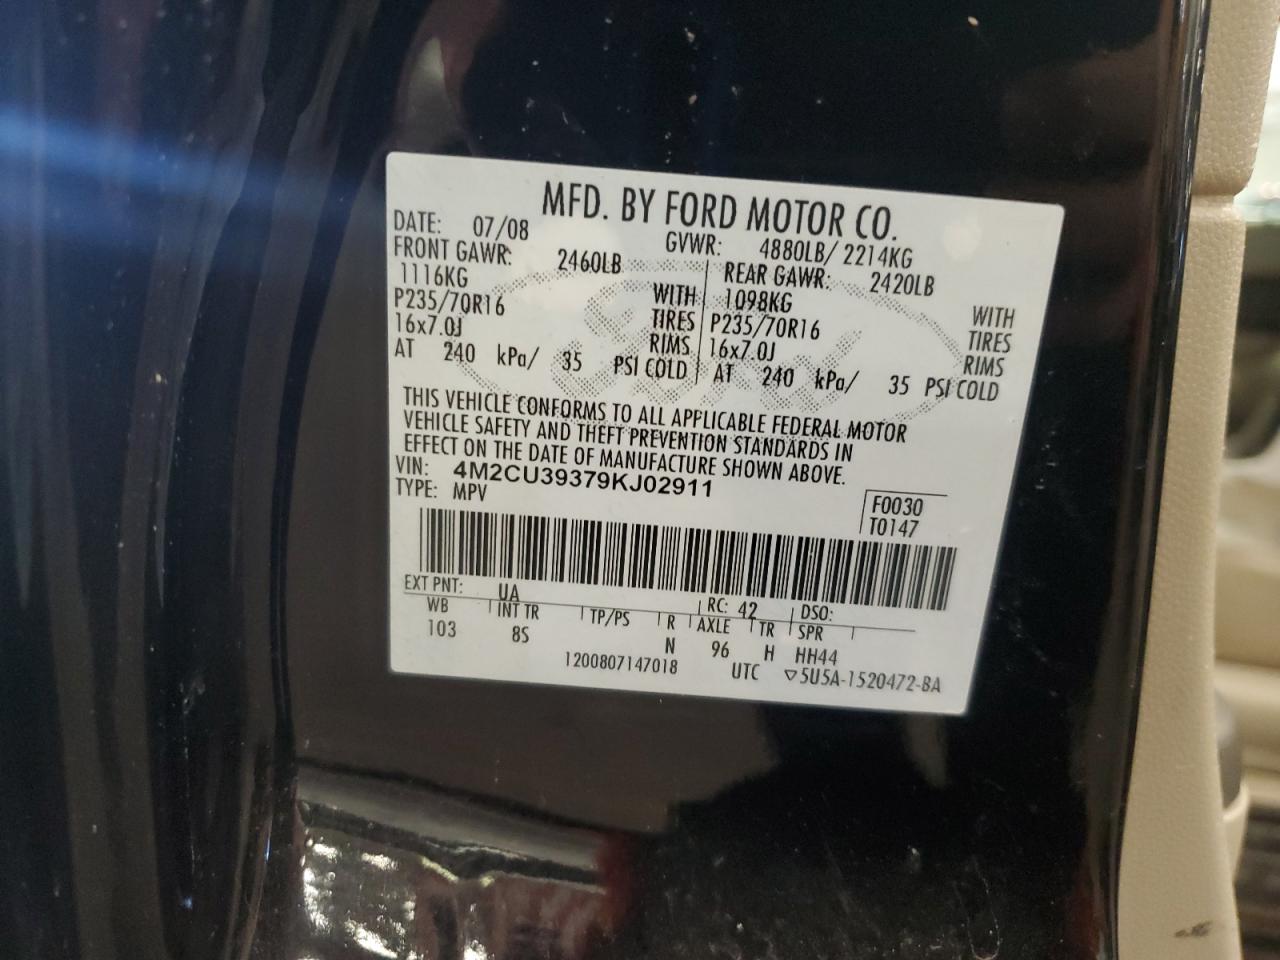 MFD. BY FORD MOTOR CO.
DATE: 07/08 GVWR: 4880LB/ 2214KG
FRONT GAWR: 2460LB REAR GAWR: 2420LB
1116KG WITH 1098KG WITH
P235/70R16 TIRES P235/70R16 TIRES
16x7.0J RIMS 16x7.0J RIMS
AT 240 kPa/ 35 PSI COLD AT 240 kPa/ 35 PSI COLD
THIS VEHICLE CONFORMS TO ALL APPLICABLE FEDERAL MOTOR
VEHICLE SAFETY AND THEFT PREVENTION STANDARDS IN
EFFECT ON THE DATE OF MANUFACTURE SHOWN ABOVE.
VIN: 4M2CU39379KJ02911
TYPE: MPV F0030
T0147
EXT PNT: UA RC: 42 DSO:
WB INT TR TP/PS R AXLE TR SPR
103 8S N 96 H HH44
1200807147018 UTC ▽5U5A-1520472-BA